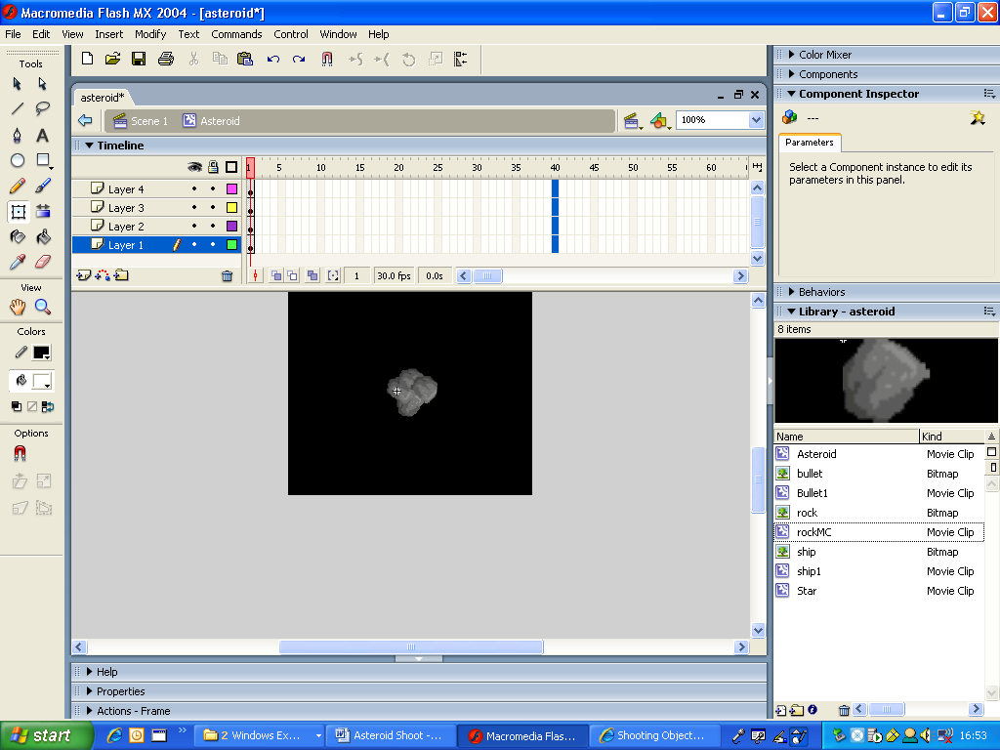 Macromedia Flash MX 2004 - [asteroid*]
File Edit View Insert Modify Text Commands Control Window Help
Tools
View
Colors
Options
asteroid*
Scene 1 Asteroid 100%
Timeline
1 5 10 15 20 25 30 35 40 45 50 55 60
Layer 4
Layer 3
Layer 2
Layer 1
1 30.0 fps 0.0s
Help
Properties
Actions - Frame
Color Mixer
Components
Component Inspector
---
Parameters
Select a Component instance to edit its
parameters in this panel.
Behaviors
Library - asteroid
8 items
Name Kind
Asteroid Movie Clip
bullet Bitmap
Bullet1 Movie Clip
rock Bitmap
rockMC Movie Clip
ship Bitmap
ship1 Movie Clip
Star Movie Clip
start
2 Windows Ex...
Asteroid Shoot -...
Macromedia Flas...
Shooting Object...
16:53